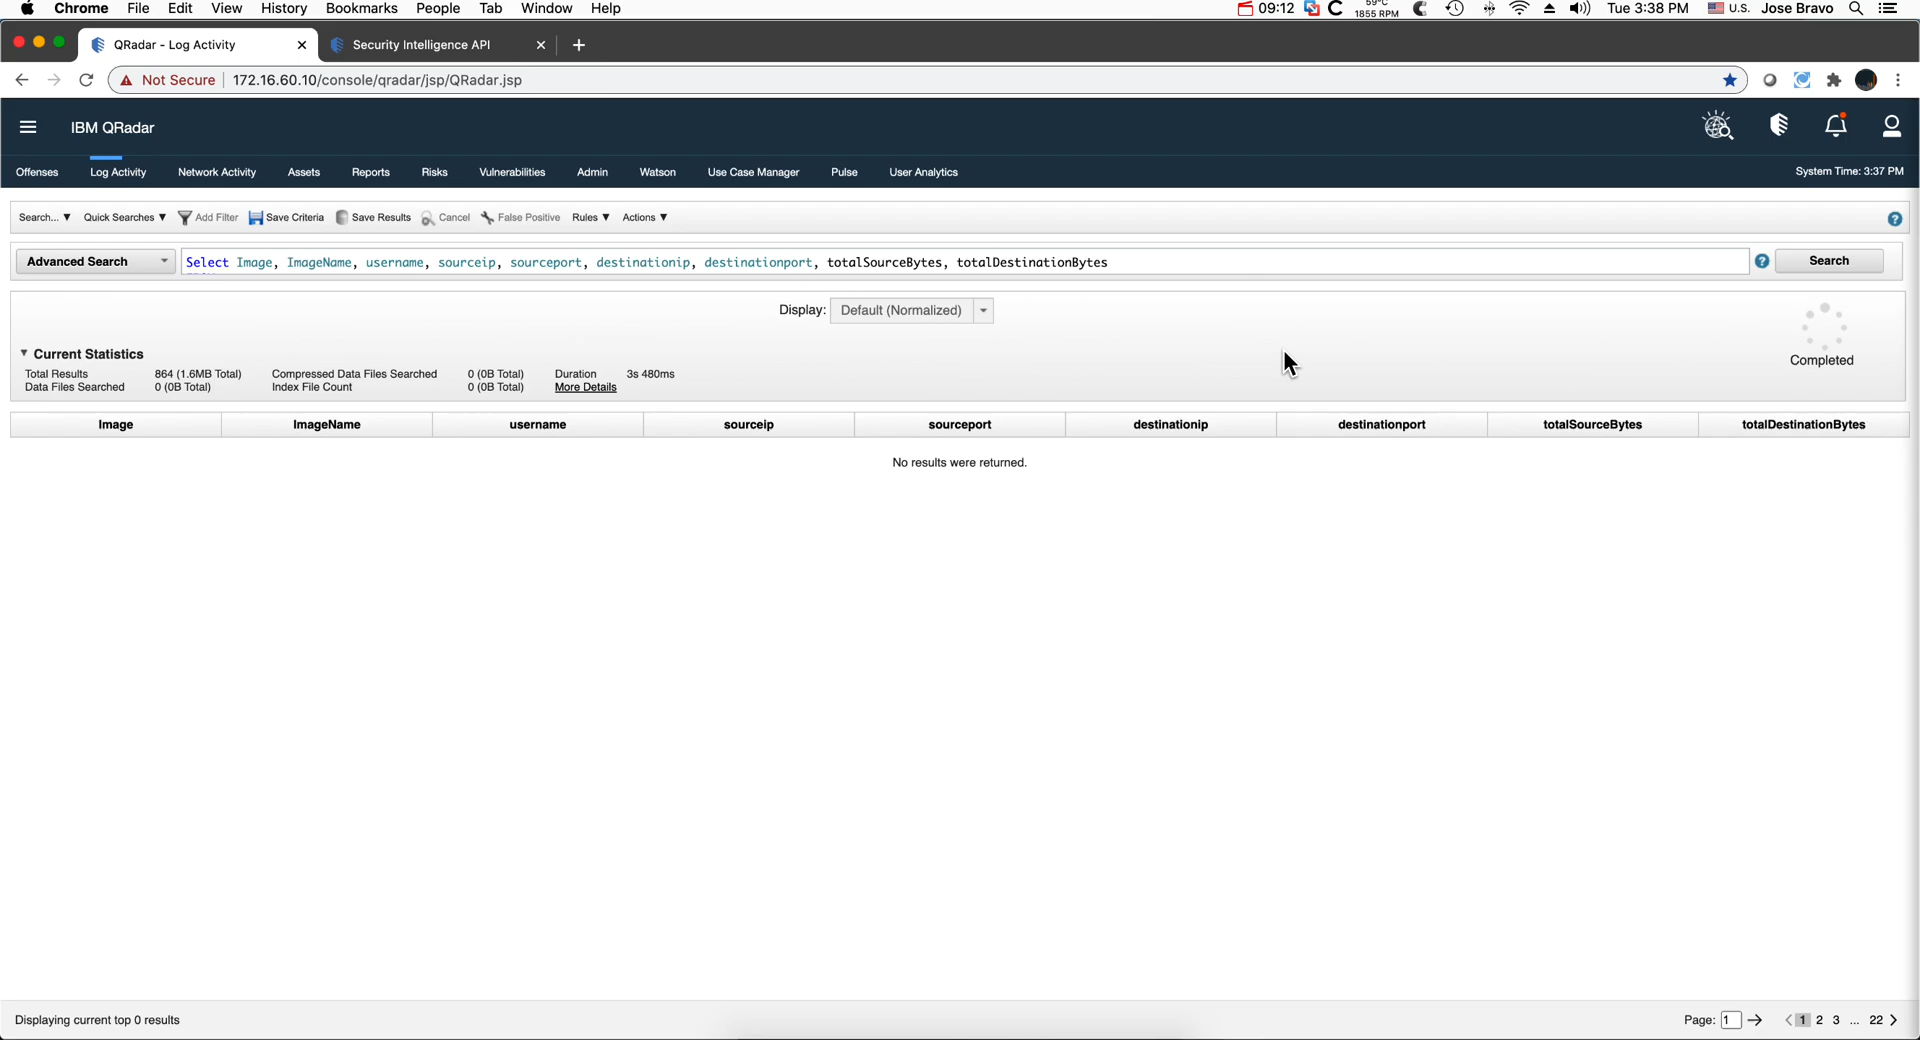 Chrome File Edit View History Bookmarks People Tab Window Help 09:12 59°C 1855 RPM Tue 3:38 PM U.S. Jose Bravo
QRadar - Log Activity Security Intelligence API
Not Secure 172.16.60.10/console/qradar/jsp/QRadar.jsp
IBM QRadar
Offenses Log Activity Network Activity Assets Reports Risks Vulnerabilities Admin Watson Use Case Manager Pulse User Analytics System Time: 3:37 PM
Search... Quick Searches Add Filter Save Criteria Save Results Cancel False Positive Rules Actions
Advanced Search Select Image, ImageName, username, sourceip, sourceport, destinationip, destinationport, totalSourceBytes, totalDestinationBytes Search
Display: Default (Normalized)
Current Statistics
Completed
Total Results 864 (1.6MB Total) Compressed Data Files Searched 0 (0B Total) Duration 3s 480ms
Data Files Searched 0 (0B Total) Index File Count 0 (0B Total) More Details
Image ImageName username sourceip sourceport destinationip destinationport totalSourceBytes totalDestinationBytes
No results were returned.
Displaying current top 0 results Page: 1 1 2 3 ... 22